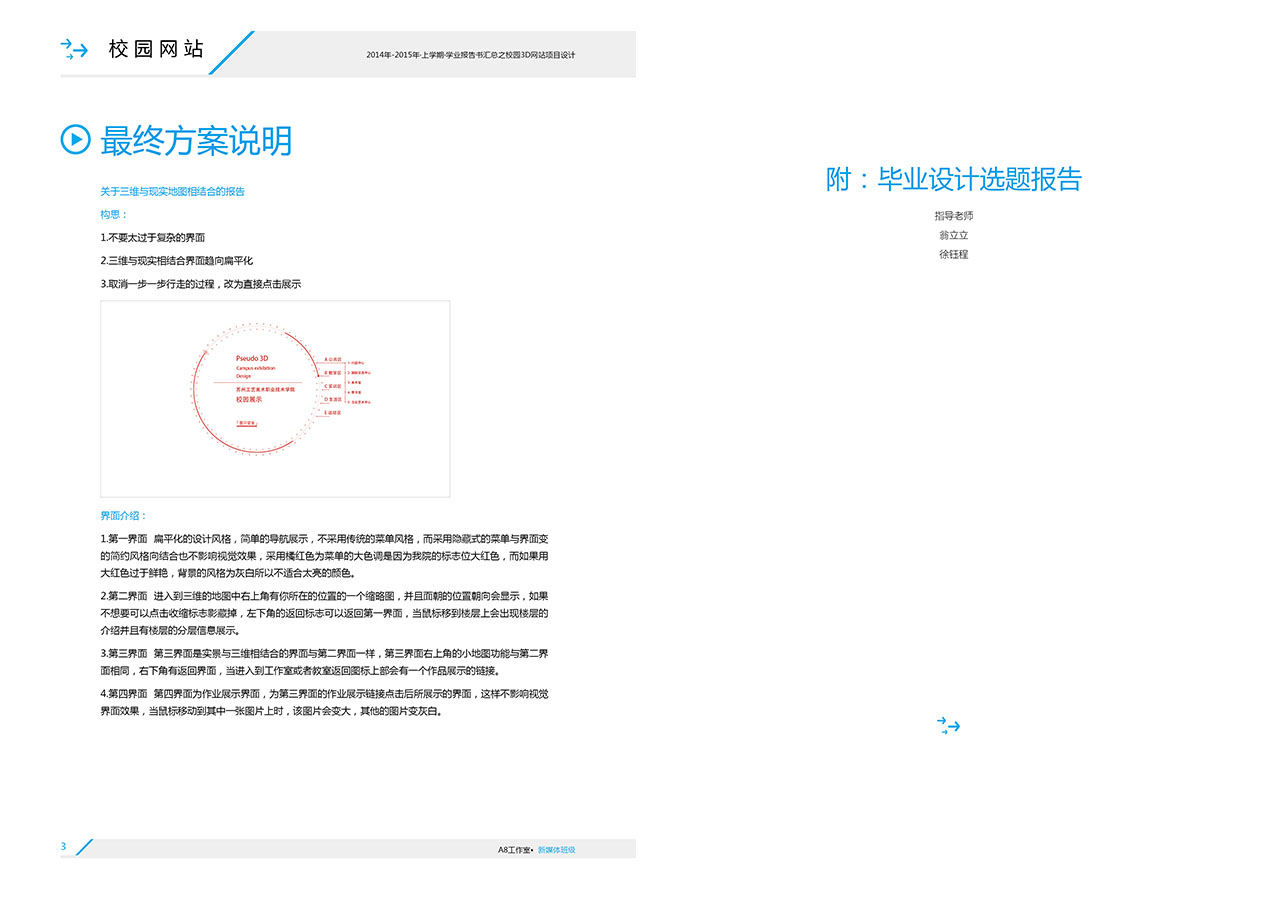 校园网站
2014年-2015年·上学期·学业报告书汇总之校园3D网站项目设计
最终方案说明
关于三维与现实地图相结合的报告
构思：
1.不要太过于复杂的界面
2.三维与现实相结合界面趋向扁平化
3.取消一步一步行走的过程，改为直接点击展示
Pseudo 3D
Campus exhibition
Design
苏州工艺美术职业技术学院
校园展示
A 公共区
B 教学区
C 实训区
D 生活区
E 运动区
界面介绍：
1.第一界面 扁平化的设计风格，简单的导航展示，不采用传统的菜单风格，而采用隐藏式的菜单与界面变
的简约风格向结合也不影响视觉效果，采用橘红色为菜单的大色调是因为我院的标志位大红色，而如果用
大红色过于鲜艳，背景的风格为灰白所以不适合太亮的颜色。
2.第二界面 进入到三维的地图中右上角有你所在的位置的一个缩略图，并且面朝的位置朝向会显示，如果
不想要可以点击收缩标志影藏掉，左下角的返回标志可以返回第一界面，当鼠标移到楼层上会出现楼层的
介绍并且有楼层的分层信息展示。
3.第三界面 第三界面是实景与三维相结合的界面与第二界面一样，第三界面右上角的小地图功能与第二界
面相同，右下角有返回界面，当进入到工作室或者教室返回图标上部会有一个作品展示的链接。
4.第四界面 第四界面为作业展示界面，为第三界面的作业展示链接点击后所展示的界面，这样不影响视觉
界面效果，当鼠标移动到其中一张图片上时，该图片会变大，其他的图片变灰白。
3
A8工作室• 新媒体班级
附：毕业设计选题报告
指导老师
翁立立
徐钰程